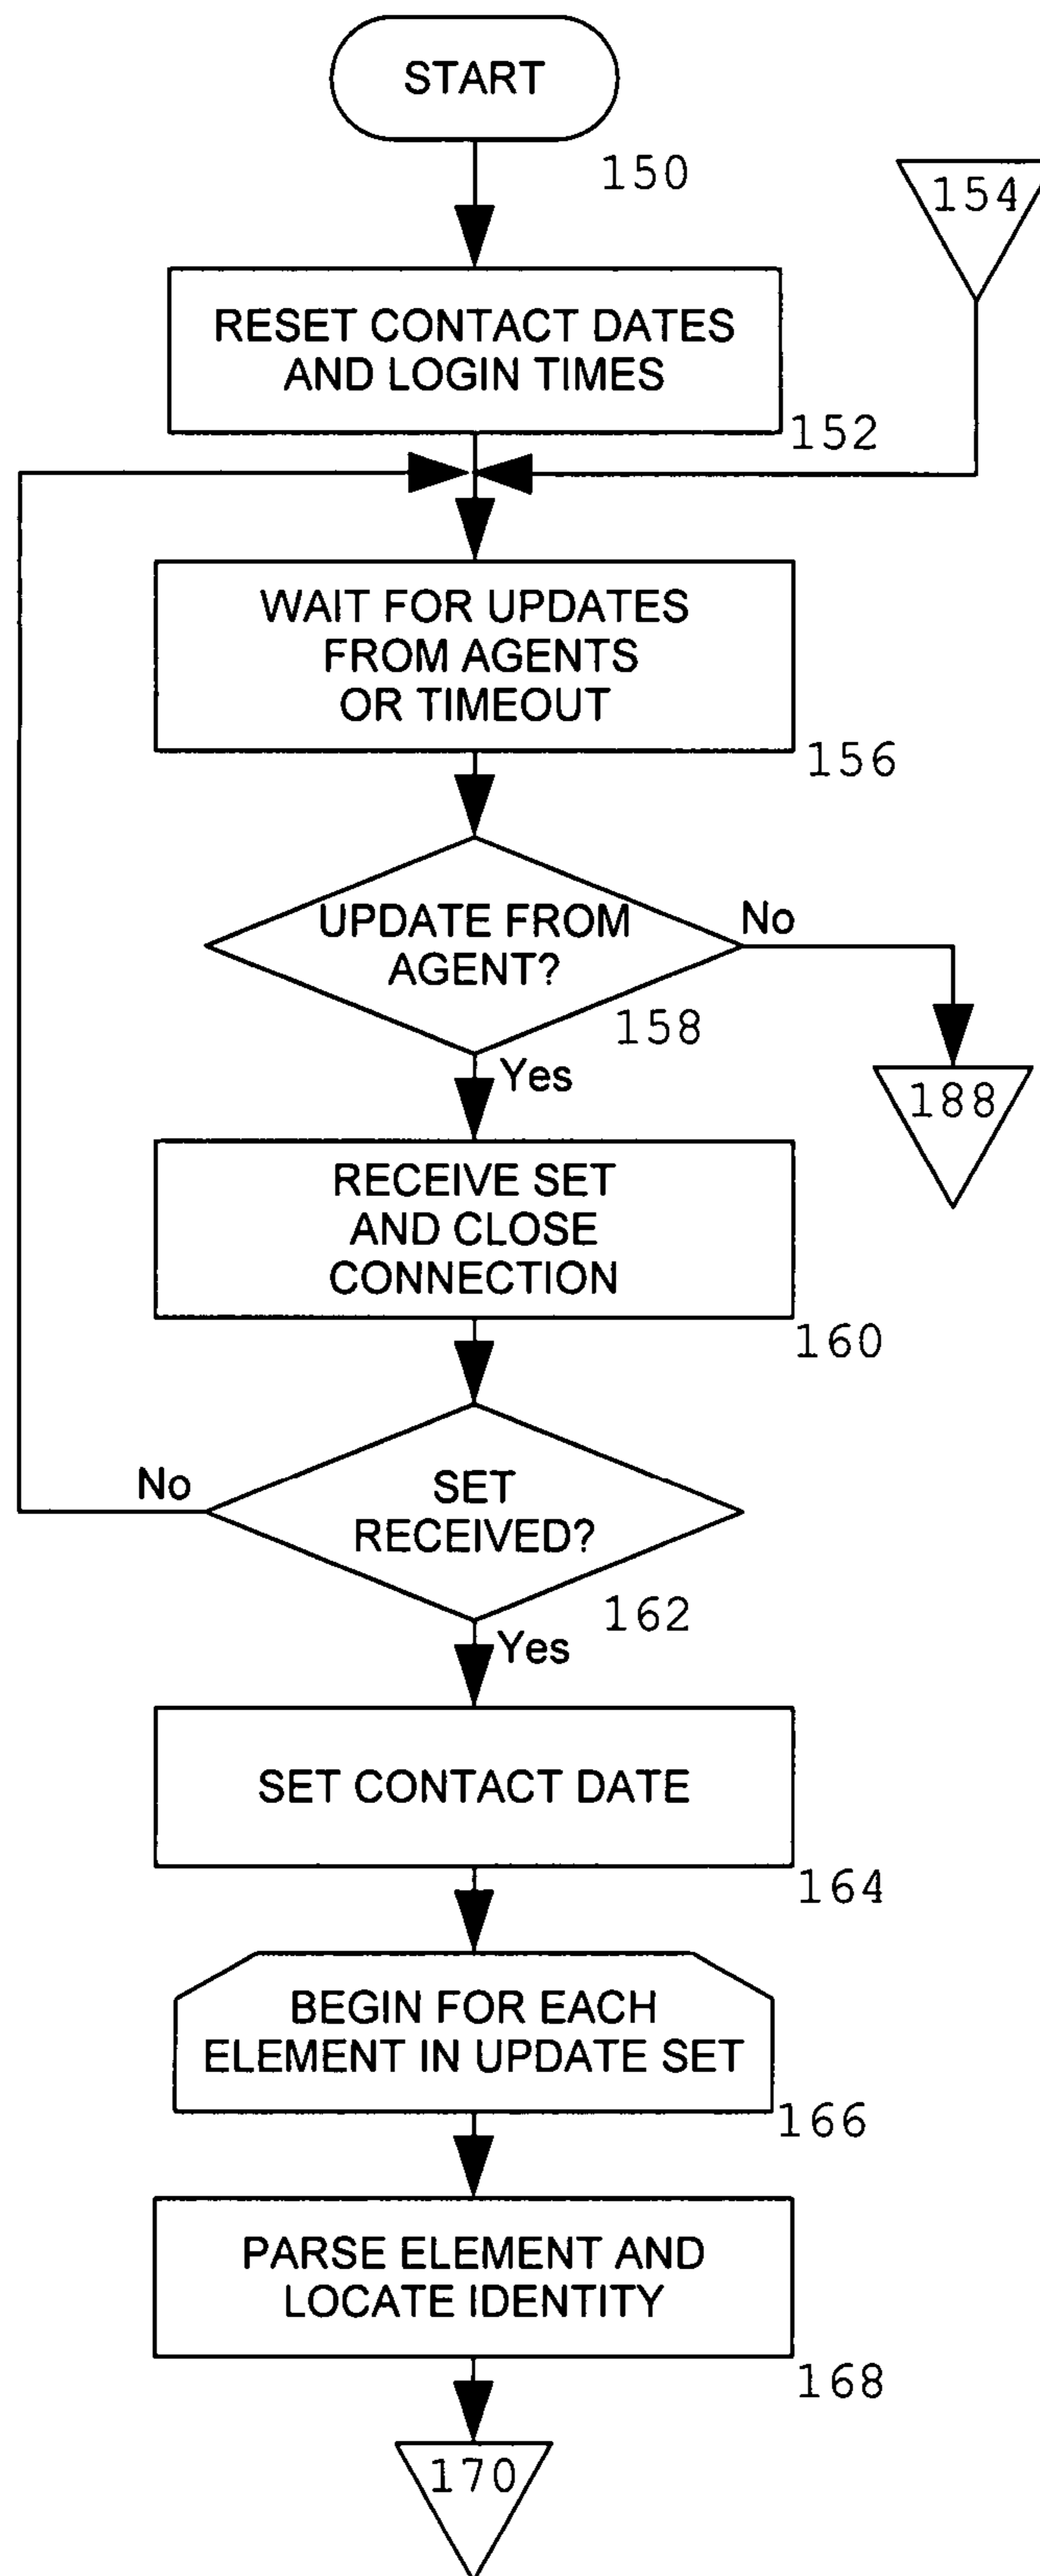 START
150
154
RESET CONTACT DATES
AND LOGIN TIMES
152
WAIT FOR UPDATES
FROM AGENTS
OR TIMEOUT
156
UPDATE FROM
AGENT?
No
158
Yes
188
RECEIVE SET
AND CLOSE
CONNECTION
160
No
SET
RECEIVED?
162
Yes
SET CONTACT DATE
164
BEGIN FOR EACH
ELEMENT IN UPDATE SET
166
PARSE ELEMENT AND
LOCATE IDENTITY
168
170